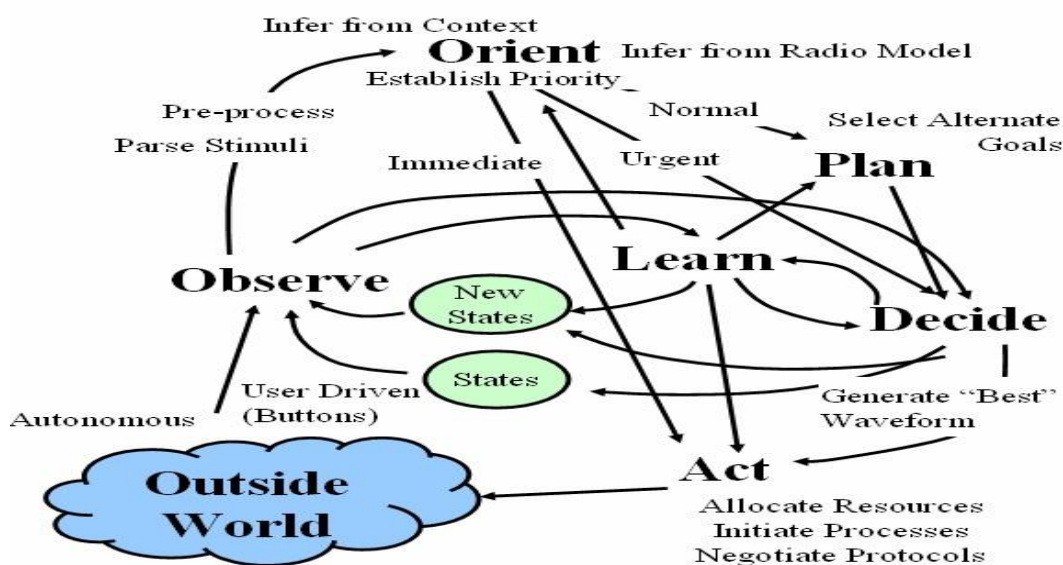 Infer from Context
Orient
Infer from Radio Model
Establish Priority
Pre-process
Normal
Parse Stimuli
Immediate
Urgent
Select Alternate
Goals
Plan
Observe
Learn
New
States
Decide
States
User Driven
(Buttons)
Autonomous
Generate “Best”
Waveform
Act
Outside
World
Allocate Resources
Initiate Processes
Negotiate Protocols